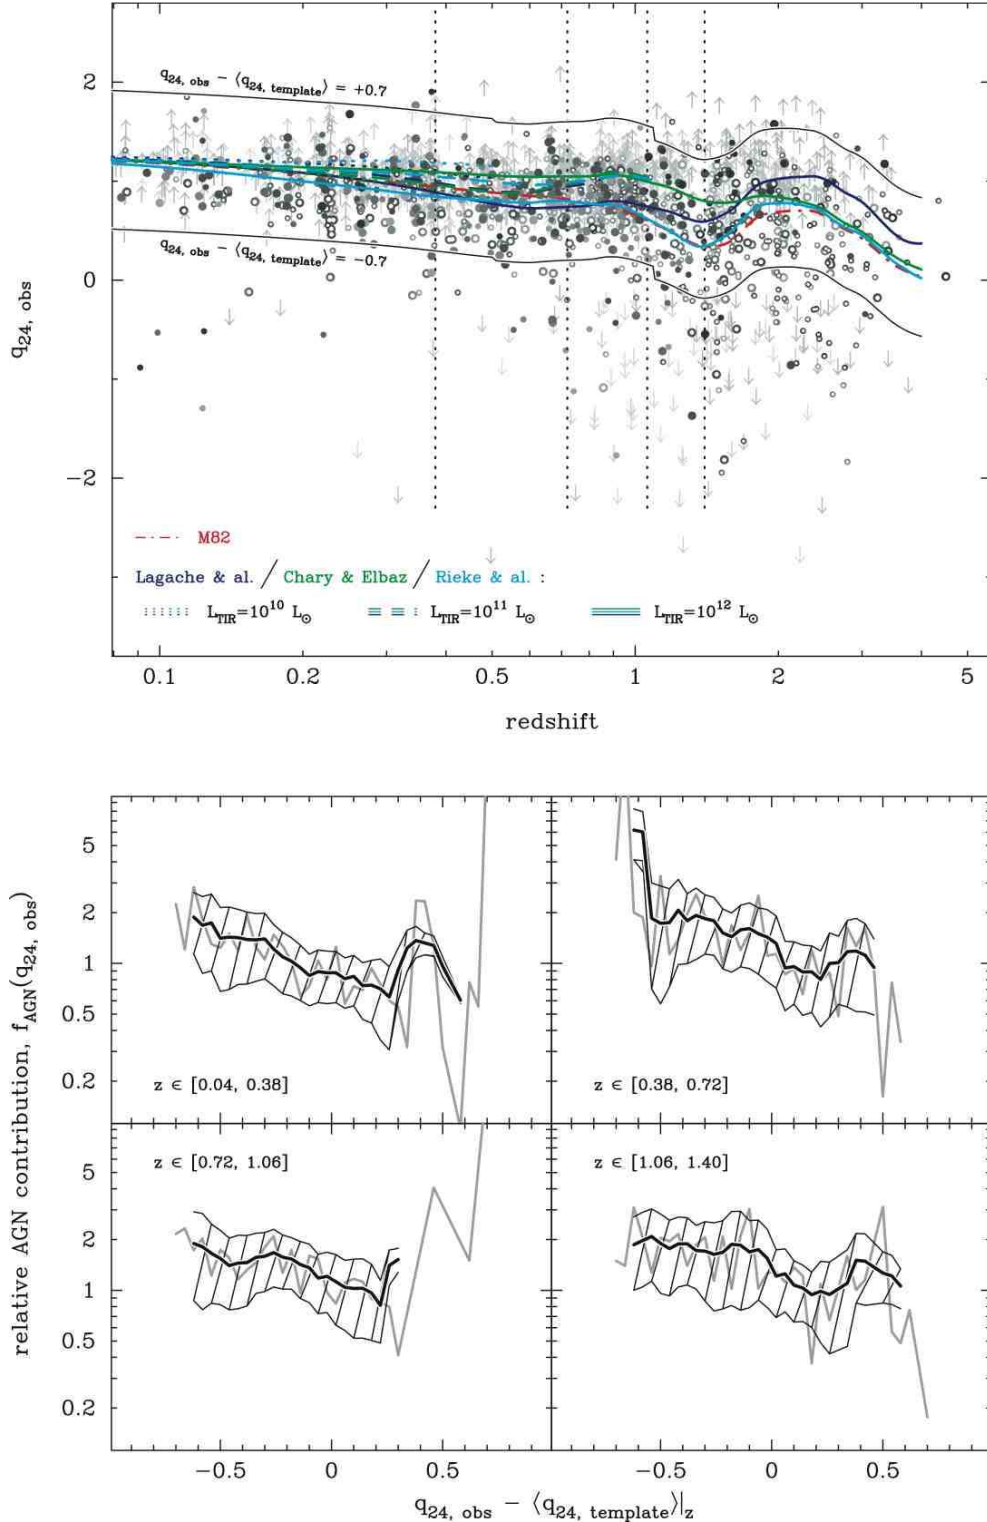 q24, obs − ⟨q24, template⟩ = +0.7
q24, obs − ⟨q24, template⟩ = −0.7
q24, obs
2
0
−2
M82
Lagache & al. / Chary & Elbaz / Rieke & al. :
LTIR=10^10 L⊙ LTIR=10^11 L⊙ LTIR=10^12 L⊙
0.1 0.2 0.5 1 2 5
redshift
relative AGN contribution, fAGN(q24, obs)
5
2
1
0.5
0.2
z ∈ [0.04, 0.38]
z ∈ [0.38, 0.72]
5
2
1
0.5
0.2
z ∈ [0.72, 1.06]
z ∈ [1.06, 1.40]
−0.5 0 0.5 −0.5 0 0.5
q24, obs − ⟨q24, template⟩|z